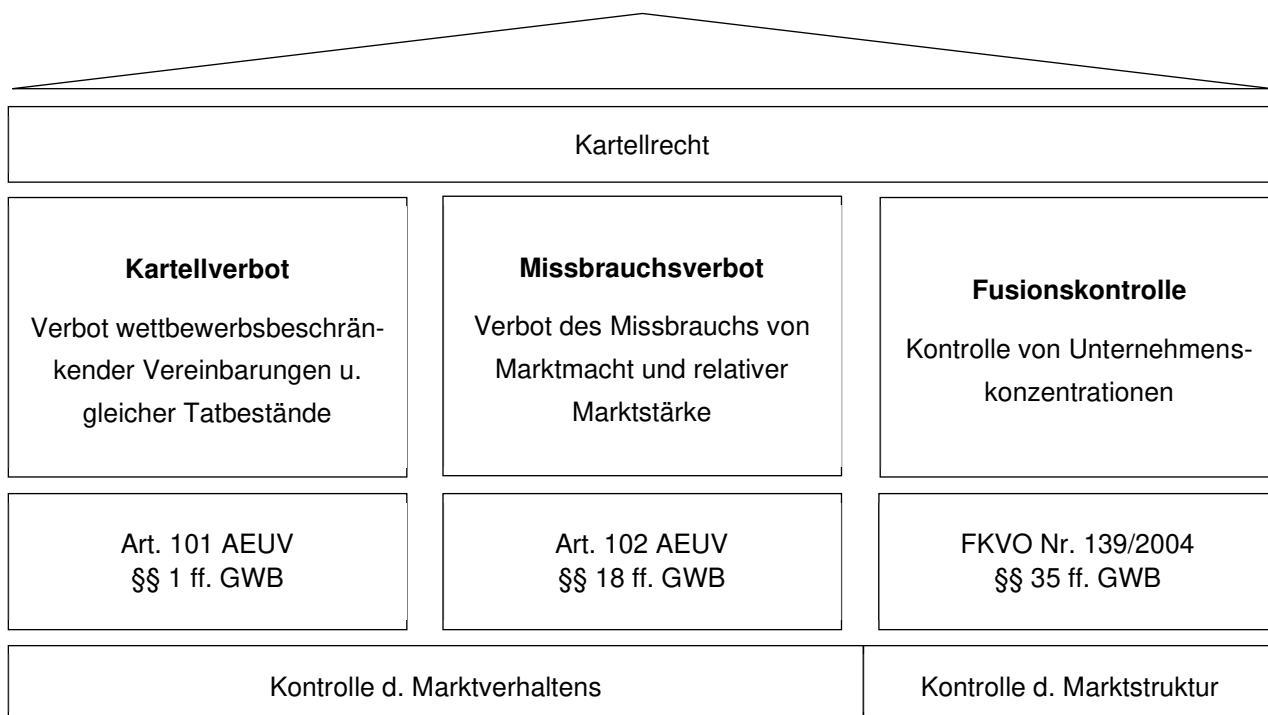 Kartellrecht
Kartellverbot
Verbot wettbewerbsbeschrän-
kender Vereinbarungen u.
gleicher Tatbestände
Missbrauchsverbot
Verbot des Missbrauchs von
Marktmacht und relativer
Marktstärke
Fusionskontrolle
Kontrolle von Unternehmens-
konzentrationen
Art. 101 AEUV
§§ 1 ff. GWB
Art. 102 AEUV
§§ 18 ff. GWB
FKVO Nr. 139/2004
§§ 35 ff. GWB
Kontrolle d. Marktverhaltens
Kontrolle d. Marktstruktur